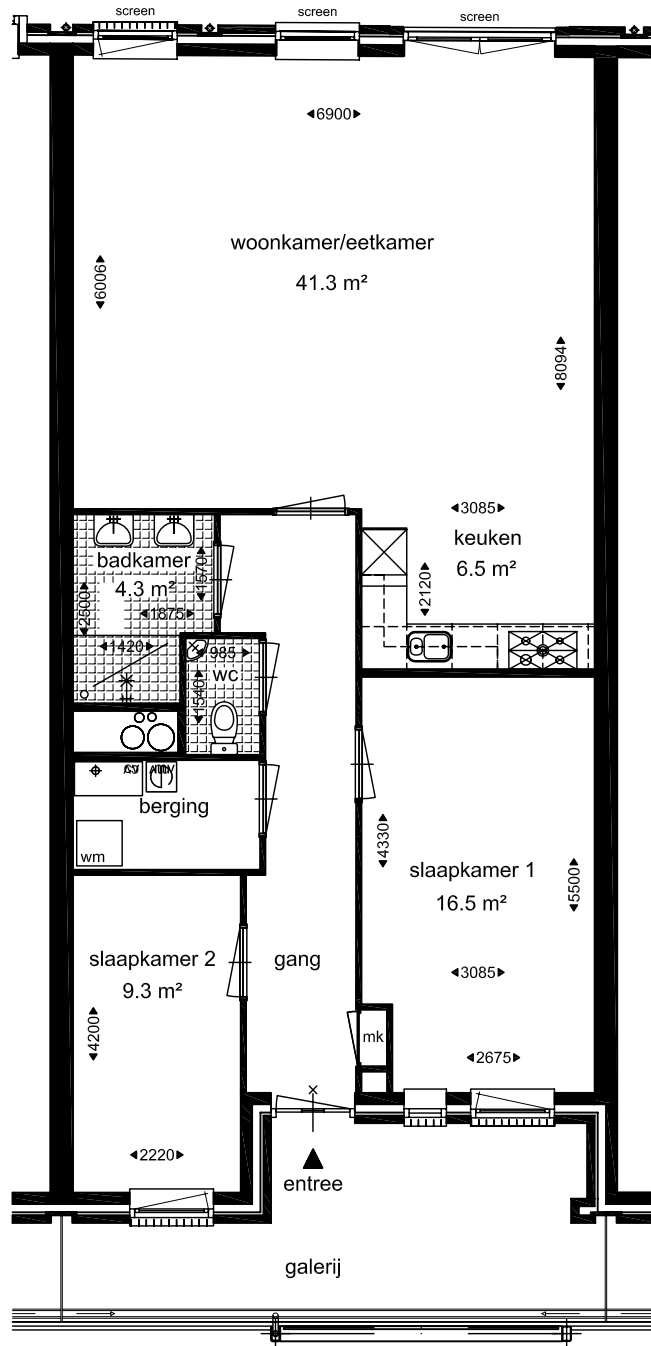 screen
screen
screen
6900
woonkamer/eetkamer
41.3 m²
6006
8094
3085
keuken
6.5 m²
badkamer
4.3 m²
1570
2500
1875
2120
1420
985
wc
1540
berging
wm
4330
slaapkamer 1
16.5 m²
5500
slaapkamer 2
9.3 m²
gang
3085
4200
mk
2675
2220
entree
galerij